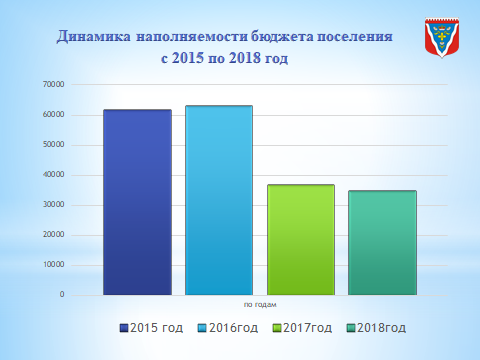 Динамика наполняемости бюджета поселения
с 2015 по 2018 год
70000
60000
50000
40000
30000
20000
10000
0
по годам
2015 год 2016год 2017год 2018год